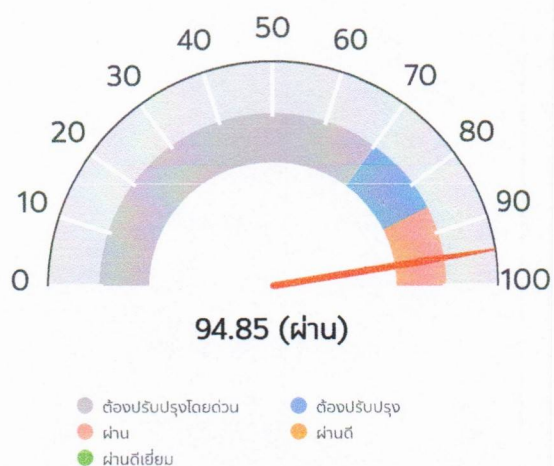 0
10
20
30
40
50
60
70
80
90
100
94.85 (ผ่าน)
ต้องปรับปรุงโดยด่วน
ต้องปรับปรุง
ผ่าน
ผ่านดี
ผ่านดีเยี่ยม